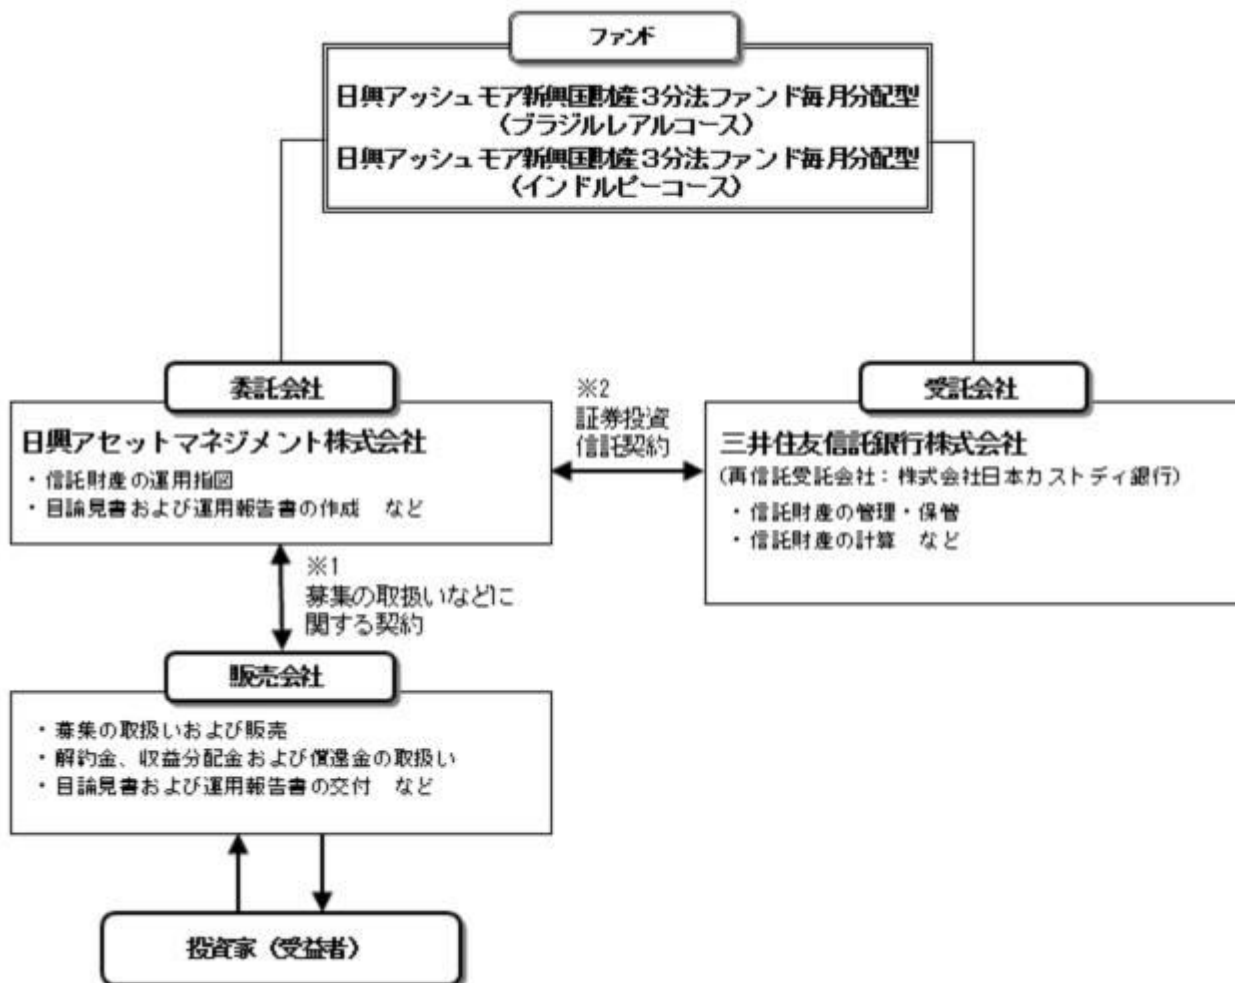 ファンド
日興アッシュモア新興国財産3分法ファンド毎月分配型
(ブラジルレアルコース)
日興アッシュモア新興国財産3分法ファンド毎月分配型
(インドルピーコース)
委託会社
日興アセットマネジメント株式会社
・信託財産の運用指図
・目論見書および運用報告書の作成 など
※2
証券投資
信託契約
受託会社
三井住友信託銀行株式会社
(再信託受託会社:株式会社日本カストディ銀行)
・信託財産の管理・保管
・信託財産の計算 など
※1
募集の取扱いなどに
関する契約
販売会社
・募集の取扱いおよび販売
・解約金、収益分配金および償還金の取扱い
・目論見書および運用報告書の交付 など
投資家(受益者)